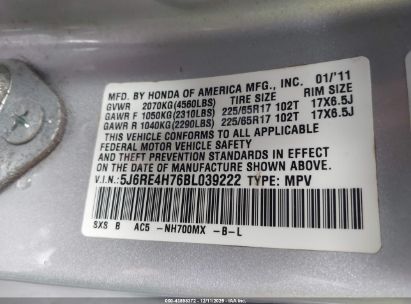 MFD. BY HONDA OF AMERICA MFG., INC. 01/'11
GVWR 2070KG(4560LBS) TIRE SIZE RIM SIZE
GAWR F 1050KG(2310LBS) 225/65R17 102T 17X6.5J
GAWR R 1040KG(2290LBS) 225/65R17 102T 17X6.5J
THIS VEHICLE CONFORMS TO ALL APPLICABLE
FEDERAL MOTOR VEHICLE SAFETY
AND THEFT PREVENTION STANDARDS IN EFFECT
ON THE DATE OF MANUFACTURE SHOWN ABOVE.
V.I.N.: 5J6RE4H76BL039222 TYPE: MPV
SXS B AC5 -NH700MX -B-L